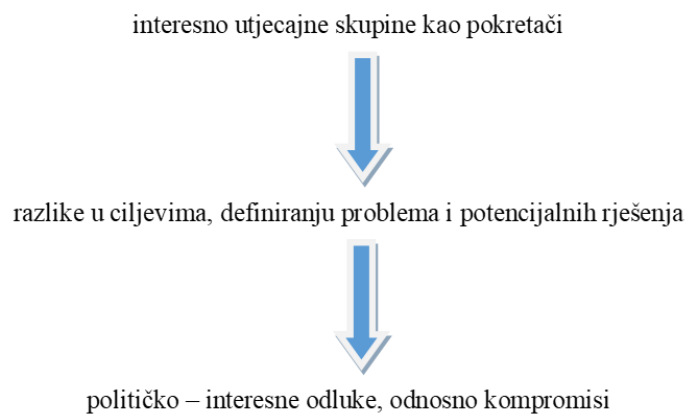 interesno utjecajne skupine kao pokretači
razlike u ciljevima, definiranju problema i potencijalnih rješenja
političko – interesne odluke, odnosno kompromisi